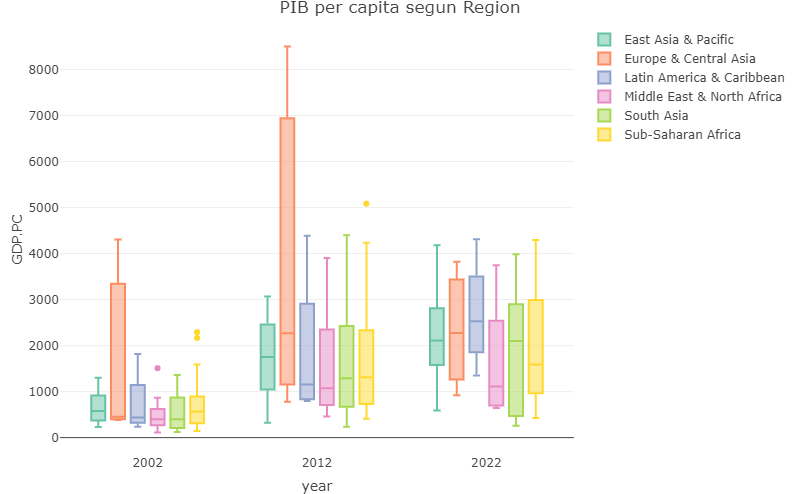 PIB per capita segun Region
East Asia & Pacific
Europe & Central Asia
Latin America & Caribbean
Middle East & North Africa
South Asia
Sub-Saharan Africa
GDP.PC
8000
7000
6000
5000
4000
3000
2000
1000
0
2002 2012 2022
year